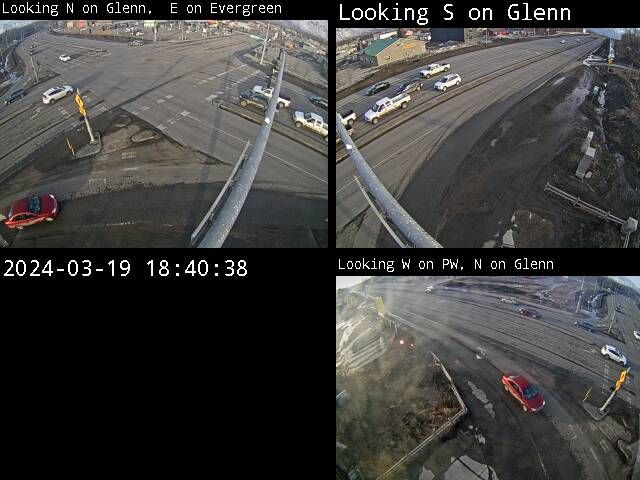 Looking N on Glenn, E on Evergreen
Looking S on Glenn
2024-03-19 18:40:38
Looking W on PW, N on Glenn